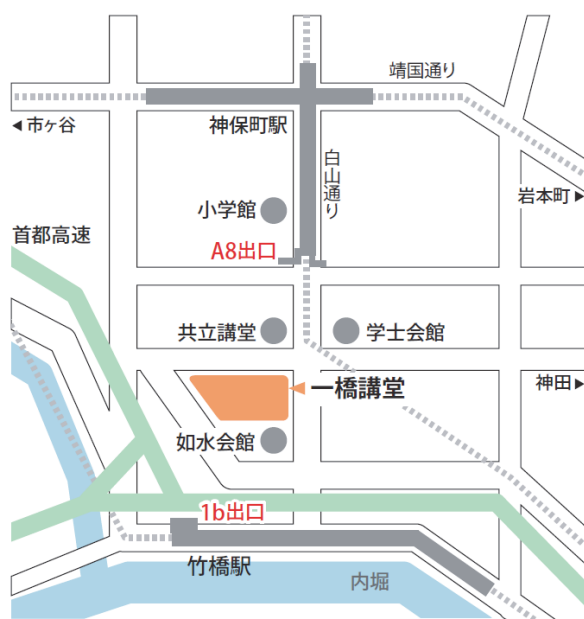 靖国通り
◀市ヶ谷
神保町駅
白山通り
小学館
岩本町▶
首都高速
A8出口
共立講堂
学士会館
一橋講堂
神田▶
如水会館
1b出口
竹橋駅
内堀